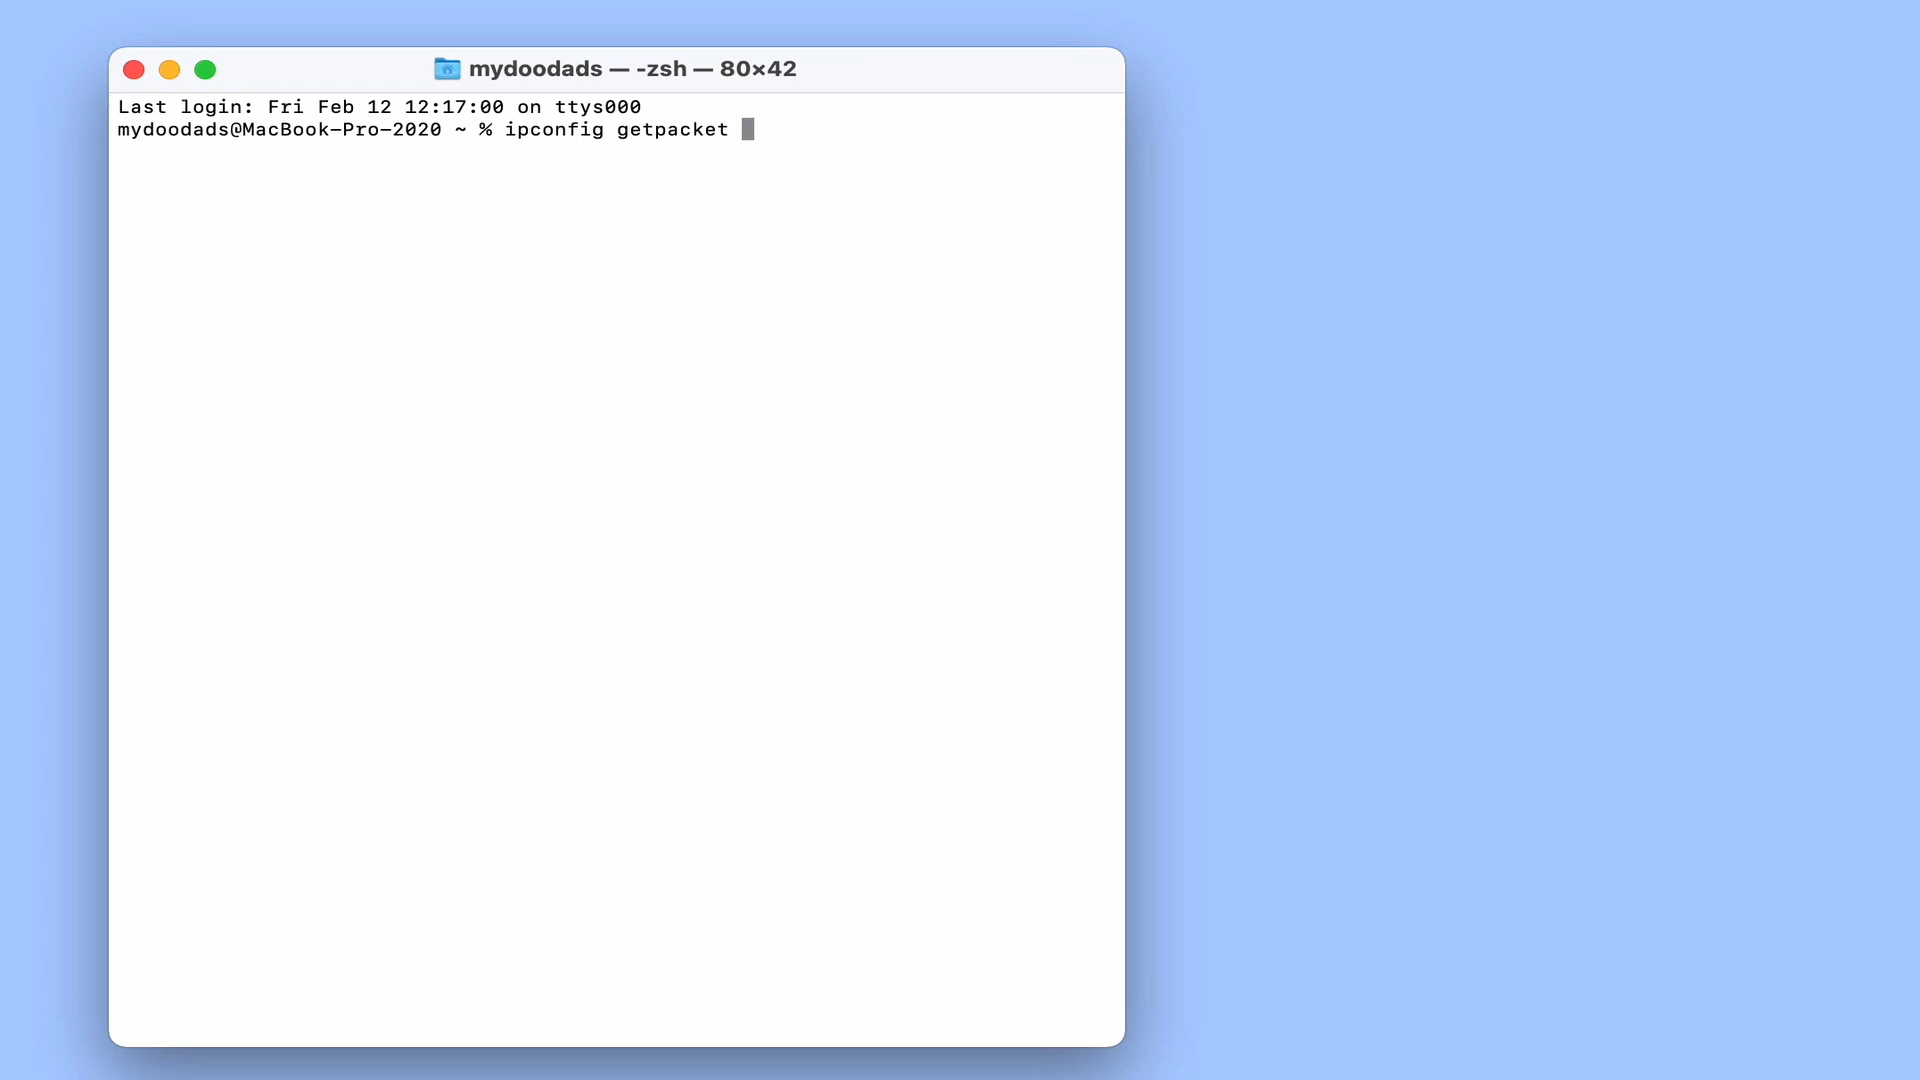 mydoodads — -zsh — 80×42
Last login: Fri Feb 12 12:17:00 on ttys000
mydoodads@MacBook-Pro-2020 ~ % ipconfig getpacket